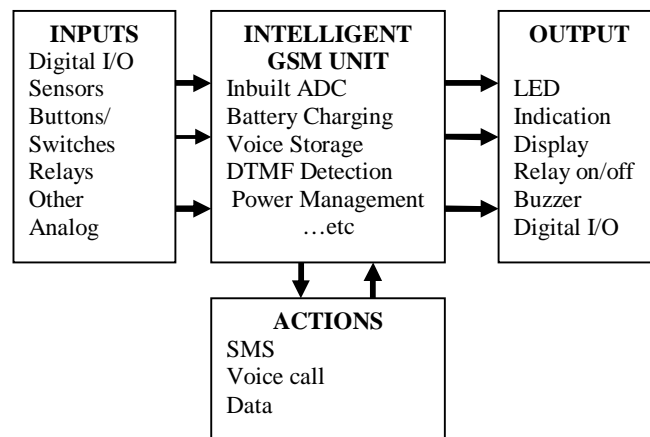 INPUTS
Digital I/O
Sensors
Buttons/
Switches
Relays
Other
Analog
INTELLIGENT
GSM UNIT
Inbuilt ADC
Battery Charging
Voice Storage
DTMF Detection
Power Management
…etc
OUTPUT
LED
Indication
Display
Relay on/off
Buzzer
Digital I/O
ACTIONS
SMS
Voice call
Data